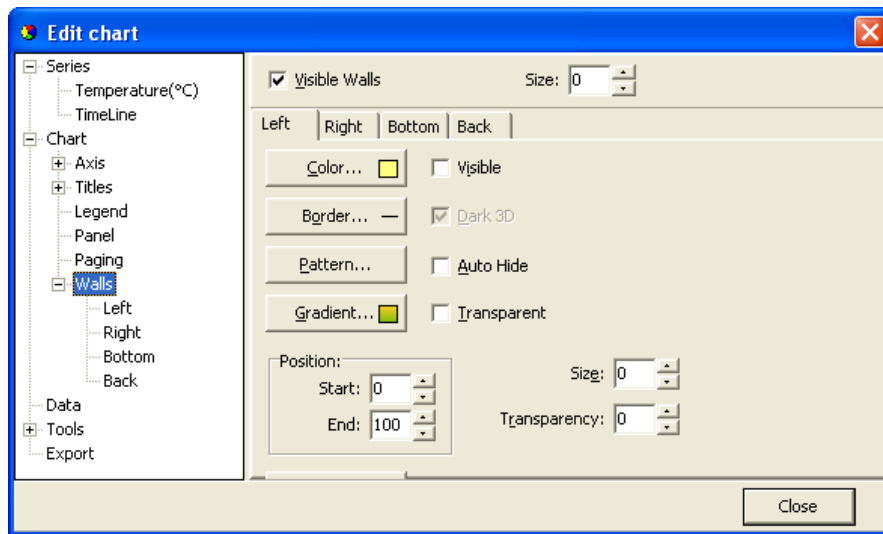 Edit chart
Series
Temperature(°C)
TimeLine
Chart
Axis
Titles
Legend
Panel
Paging
Walls
Left
Right
Bottom
Back
Data
Tools
Export
Visible Walls Size: 0
Left Right Bottom Back
Color... Visible
Border... Dark 3D
Pattern... Auto Hide
Gradient... Transparent
Position:
Start: 0 Size: 0
End: 100 Transparency: 0
Close